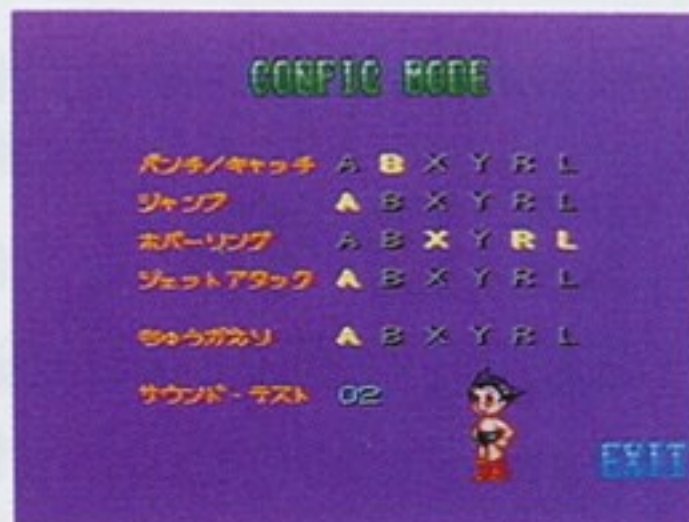 CONFIG MODE
パンチ/キャッチ A B X Y R L
ジャンプ A B X Y R L
ホバーリング A B X Y R L
ジェットアタック A B X Y R L
ちゅうがえり A B X Y R L
サウンド-テスト 02
EXIT